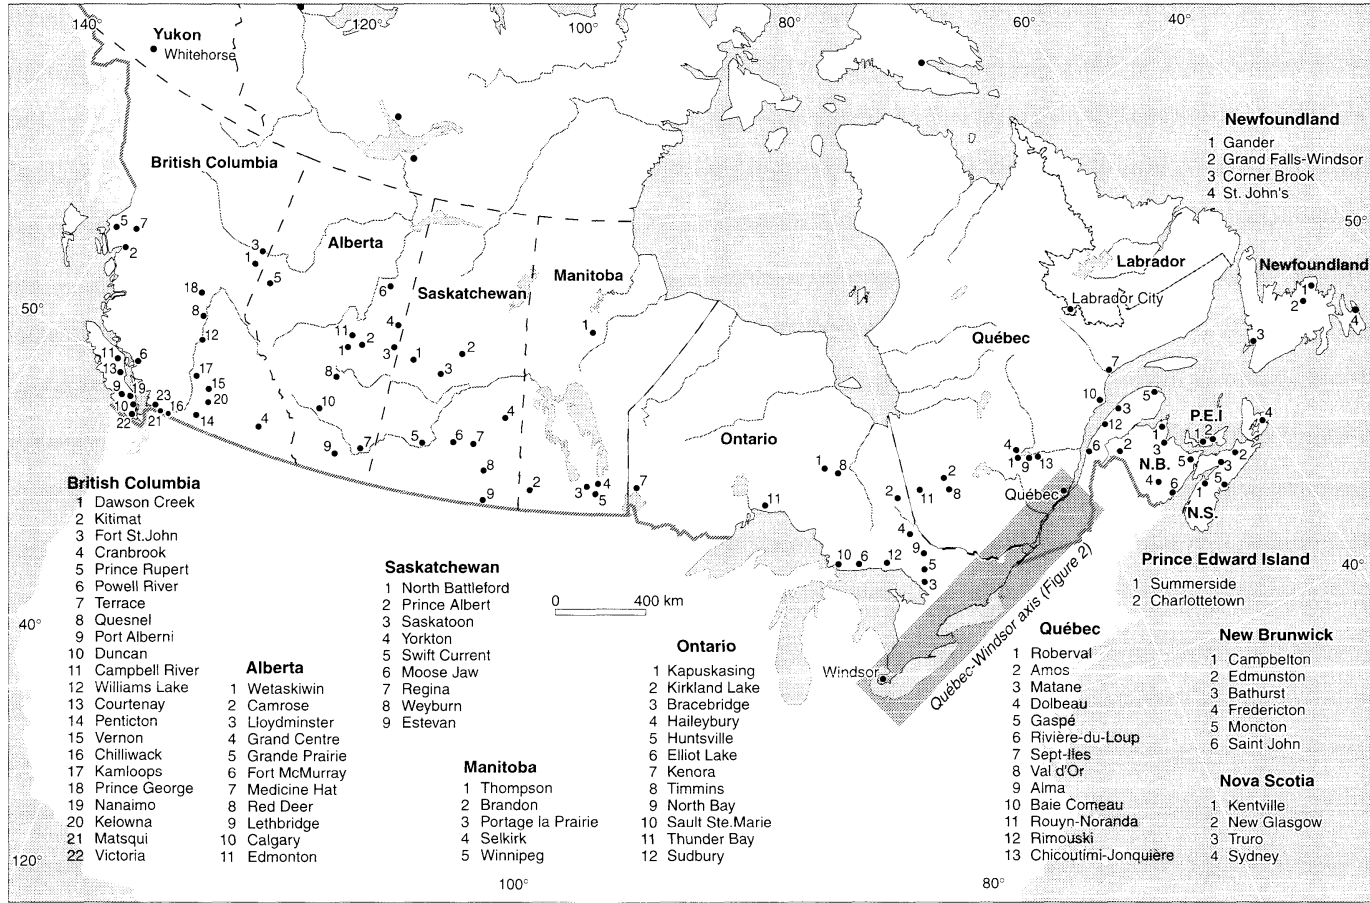 140°
120°
100°
80°
60°
40°
Yukon
Whitehorse
British Columbia
Alberta
Saskatchewan
Manitoba
Ontario
Québec
Labrador
Labrador City
Newfoundland
P.E.I
N.B.
N.S.
Québec
Windsor
Québec-Windsor axis (Figure 2)
50°
50°
40°
40°
120°
100°
80°
0 400 km
Newfoundland
1 Gander
2 Grand Falls-Windsor
3 Corner Brook
4 St. John's
British Columbia
1 Dawson Creek
2 Kitimat
3 Fort St.John
4 Cranbrook
5 Prince Rupert
6 Powell River
7 Terrace
8 Quesnel
9 Port Alberni
10 Duncan
11 Campbell River
12 Williams Lake
13 Courtenay
14 Penticton
15 Vernon
16 Chilliwack
17 Kamloops
18 Prince George
19 Nanaimo
20 Kelowna
21 Matsqui
22 Victoria
Alberta
1 Wetaskiwin
2 Camrose
3 Lloydminster
4 Grand Centre
5 Grande Prairie
6 Fort McMurray
7 Medicine Hat
8 Red Deer
9 Lethbridge
10 Calgary
11 Edmonton
Saskatchewan
1 North Battleford
2 Prince Albert
3 Saskatoon
4 Yorkton
5 Swift Current
6 Moose Jaw
7 Regina
8 Weyburn
9 Estevan
Manitoba
1 Thompson
2 Brandon
3 Portage la Prairie
4 Selkirk
5 Winnipeg
Ontario
1 Kapuskasing
2 Kirkland Lake
3 Bracebridge
4 Haileybury
5 Huntsville
6 Elliot Lake
7 Kenora
8 Timmins
9 North Bay
10 Sault Ste.Marie
11 Thunder Bay
12 Sudbury
Québec
1 Roberval
2 Amos
3 Matane
4 Dolbeau
5 Gaspé
6 Rivière-du-Loup
7 Sept-Iles
8 Val d'Or
9 Alma
10 Baie Comeau
11 Rouyn-Noranda
12 Rimouski
13 Chicoutimi-Jonquière
Prince Edward Island
1 Summerside
2 Charlottetown
New Brunwick
1 Campbelton
2 Edmunston
3 Bathurst
4 Fredericton
5 Moncton
6 Saint John
Nova Scotia
1 Kentville
2 New Glasgow
3 Truro
4 Sydney